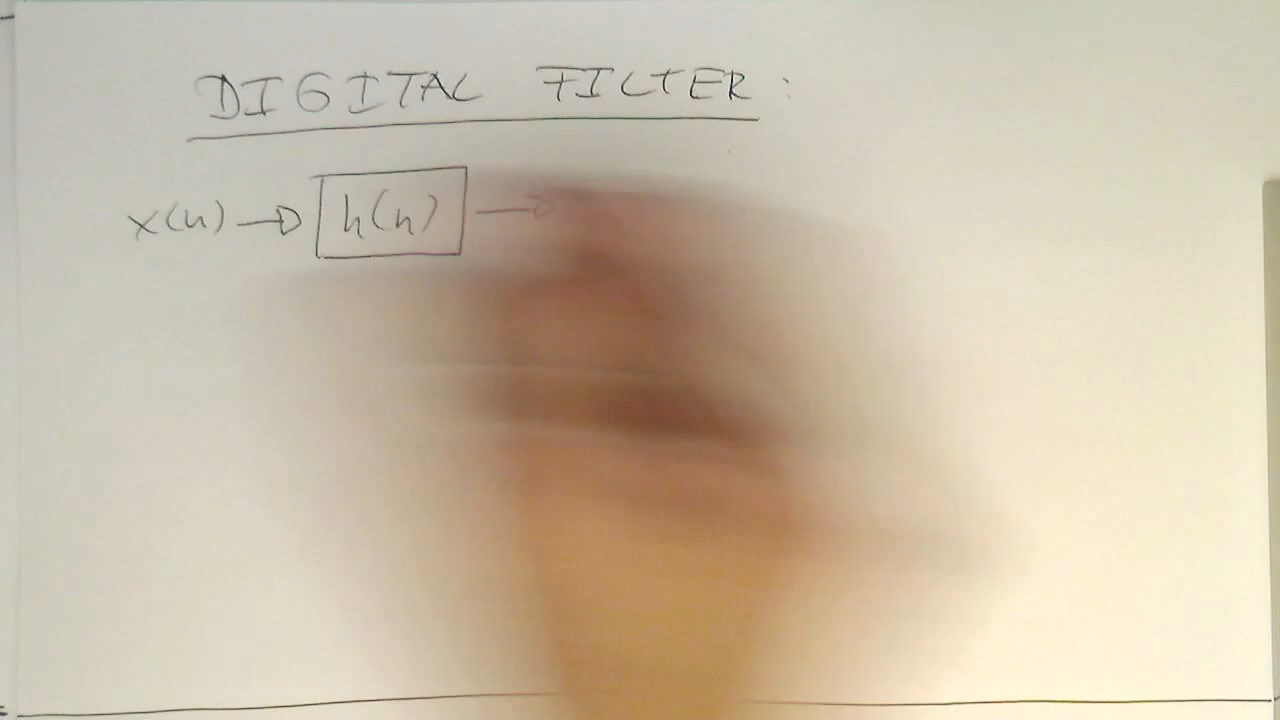 DIGITAL FILTER:
x(n) → h(n) →